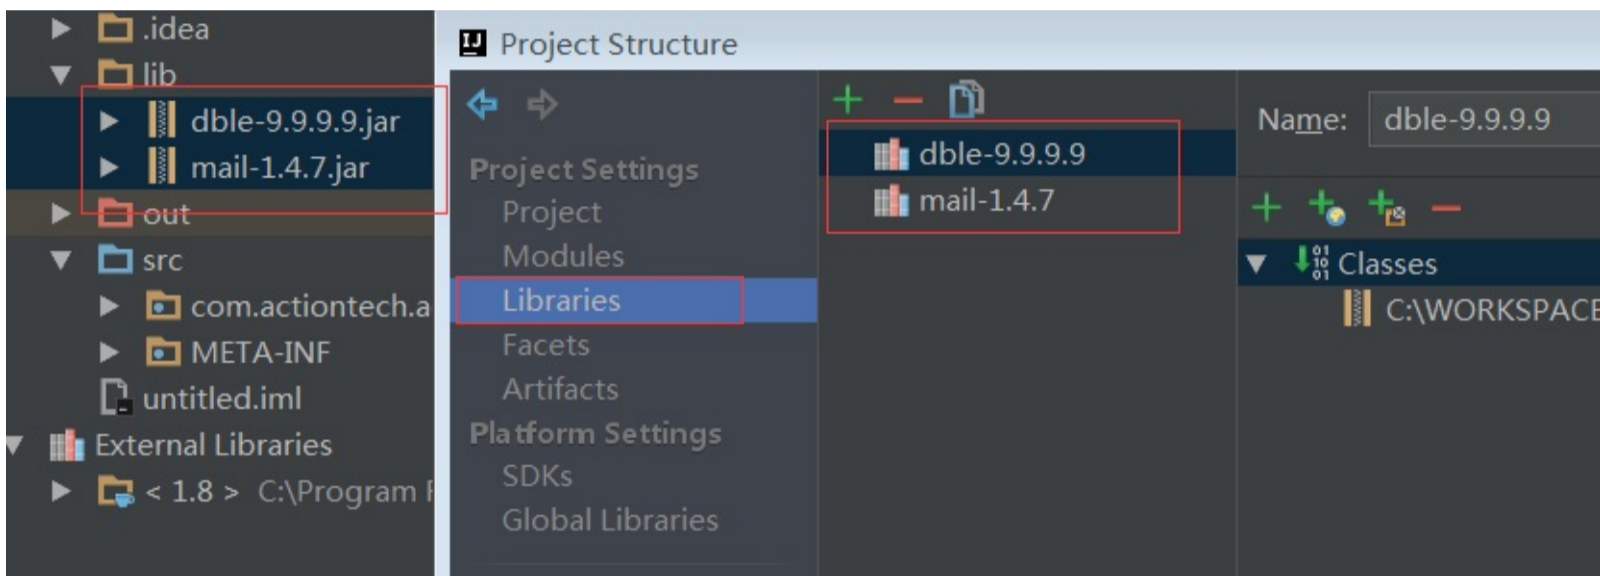 .idea
lib
dble-9.9.9.9.jar
mail-1.4.7.jar
out
src
com.actiontech.a
META-INF
untitled.iml
External Libraries
< 1.8 > C:\Program F
Project Structure
Project Settings
Project
Modules
Libraries
Facets
Artifacts
Platform Settings
SDKs
Global Libraries
dble-9.9.9.9
mail-1.4.7
Name: dble-9.9.9.9
Classes
C:\WORKSPACE